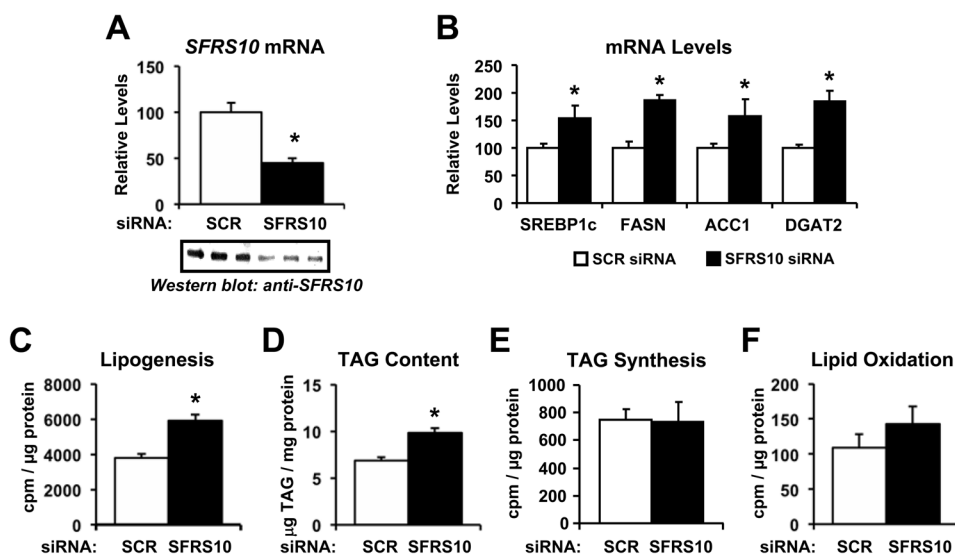 A
SFRS10 mRNA
Relative Levels
150
100
50
0
*
siRNA: SCR SFRS10
Western blot: anti-SFRS10
B
mRNA Levels
Relative Levels
250
200
150
100
50
0
* * * *
SREBP1c FASN ACC1 DGAT2
SCR siRNA SFRS10 siRNA
C
Lipogenesis
cpm / µg protein
8000
6000
4000
2000
0
*
siRNA: SCR SFRS10
D
TAG Content
µg TAG / mg protein
15
10
5
0
*
siRNA: SCR SFRS10
E
TAG Synthesis
cpm / µg protein
1000
800
600
400
200
0
siRNA: SCR SFRS10
F
Lipid Oxidation
cpm / µg protein
200
150
100
50
0
siRNA: SCR SFRS10